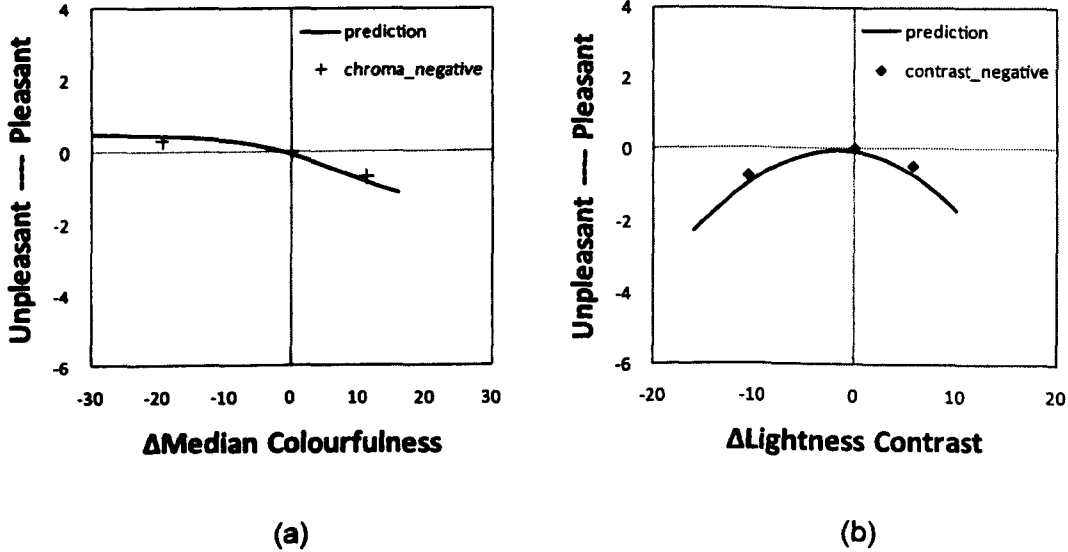 4
2
0
-2
-4
-6
Unpleasant ---- Pleasant
prediction
chroma_negative
-30 -20 -10 0 10 20 30
ΔMedian Colourfulness
(a)
4
2
0
-2
-4
-6
Unpleasant ---- Pleasant
prediction
contrast_negative
-20 -10 0 10 20
ΔLightness Contrast
(b)